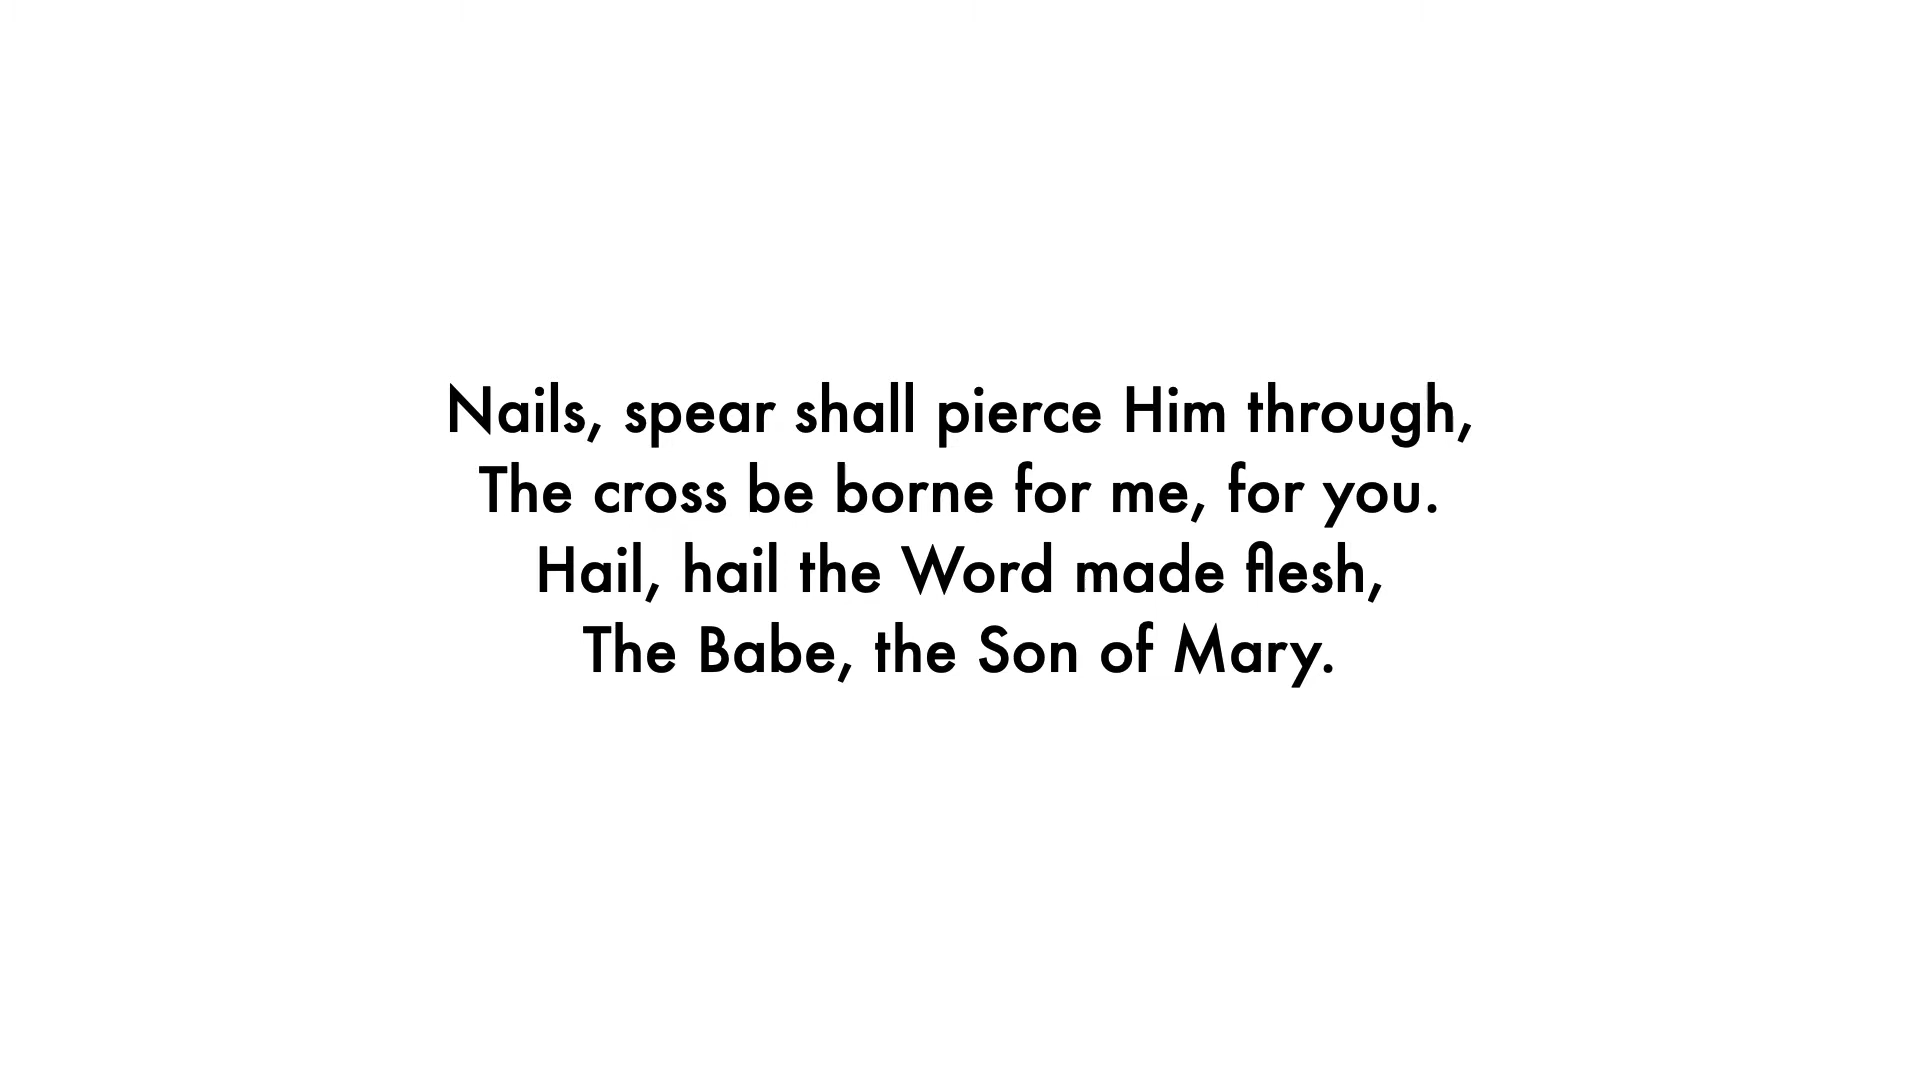 Nails, spear shall pierce Him through,
The cross be borne for me, for you.
Hail, hail the Word made flesh,
The Babe, the Son of Mary.